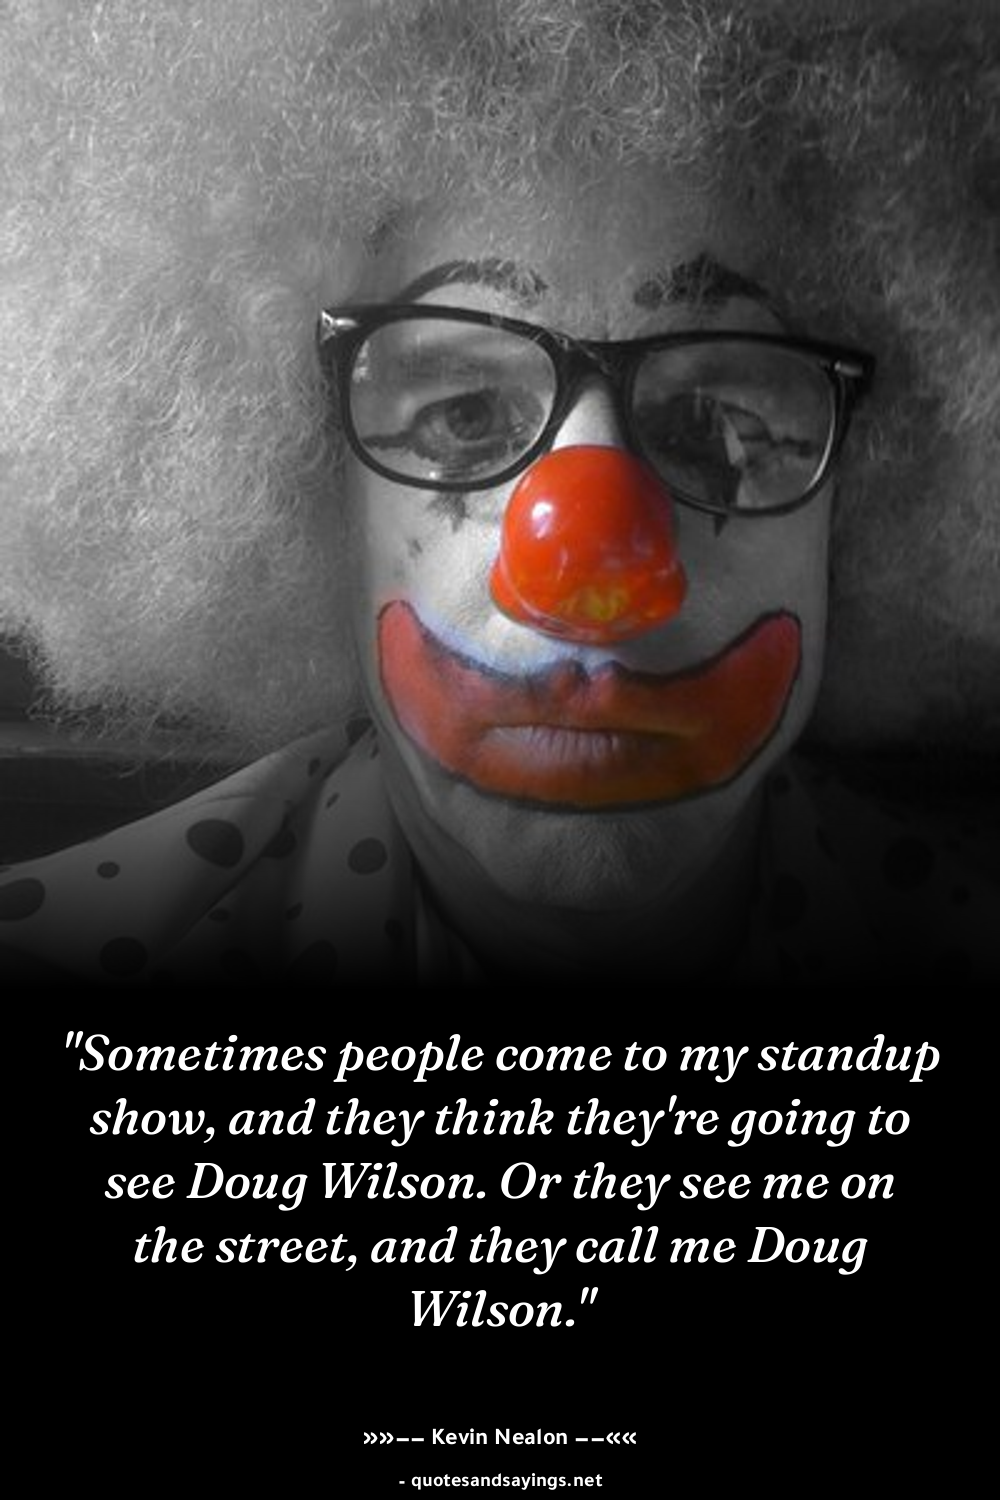 "Sometimes people come to my standup
show, and they think they're going to
see Doug Wilson. Or they see me on
the street, and they call me Doug
Wilson."
»»–– Kevin Nealon ––««
- quotesandsayings.net